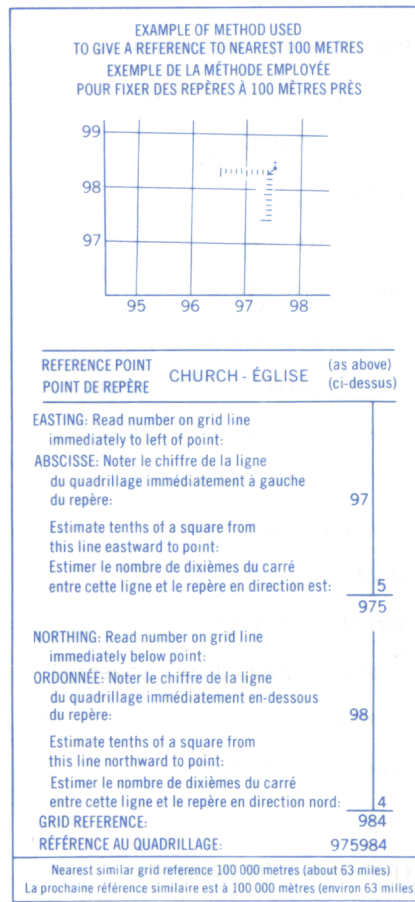 EXAMPLE OF METHOD USED
TO GIVE A REFERENCE TO NEAREST 100 METRES
EXEMPLE DE LA MÉTHODE EMPLOYÉE
POUR FIXER DES REPÈRES À 100 MÈTRES PRÈS
99
98
97
95 96 97 98
REFERENCE POINT
POINT DE REPÈRE
CHURCH - ÉGLISE
(as above)
(ci-dessus)
EASTING: Read number on grid line
immediately to left of point:
ABSCISSE: Noter le chiffre de la ligne
du quadrillage immédiatement à gauche
du repère: 97
Estimate tenths of a square from
this line eastward to point:
Estimer le nombre de dixièmes du carré
entre cette ligne et le repère en direction est: 5
975
NORTHING: Read number on grid line
immediately below point:
ORDONNÉE: Noter le chiffre de la ligne
du quadrillage immédiatement en-dessous
du repère: 98
Estimate tenths of a square from
this line northward to point:
Estimer le nombre de dixièmes du carré
entre cette ligne et le repère en direction nord: 4
GRID REFERENCE: 984
RÉFÉRÉNCE AU QUADRILLAGE: 975984
Nearest similar grid reference 100 000 metres (about 63 miles)
La prochaine référence similaire est à 100 000 mètres (environ 63 milles)